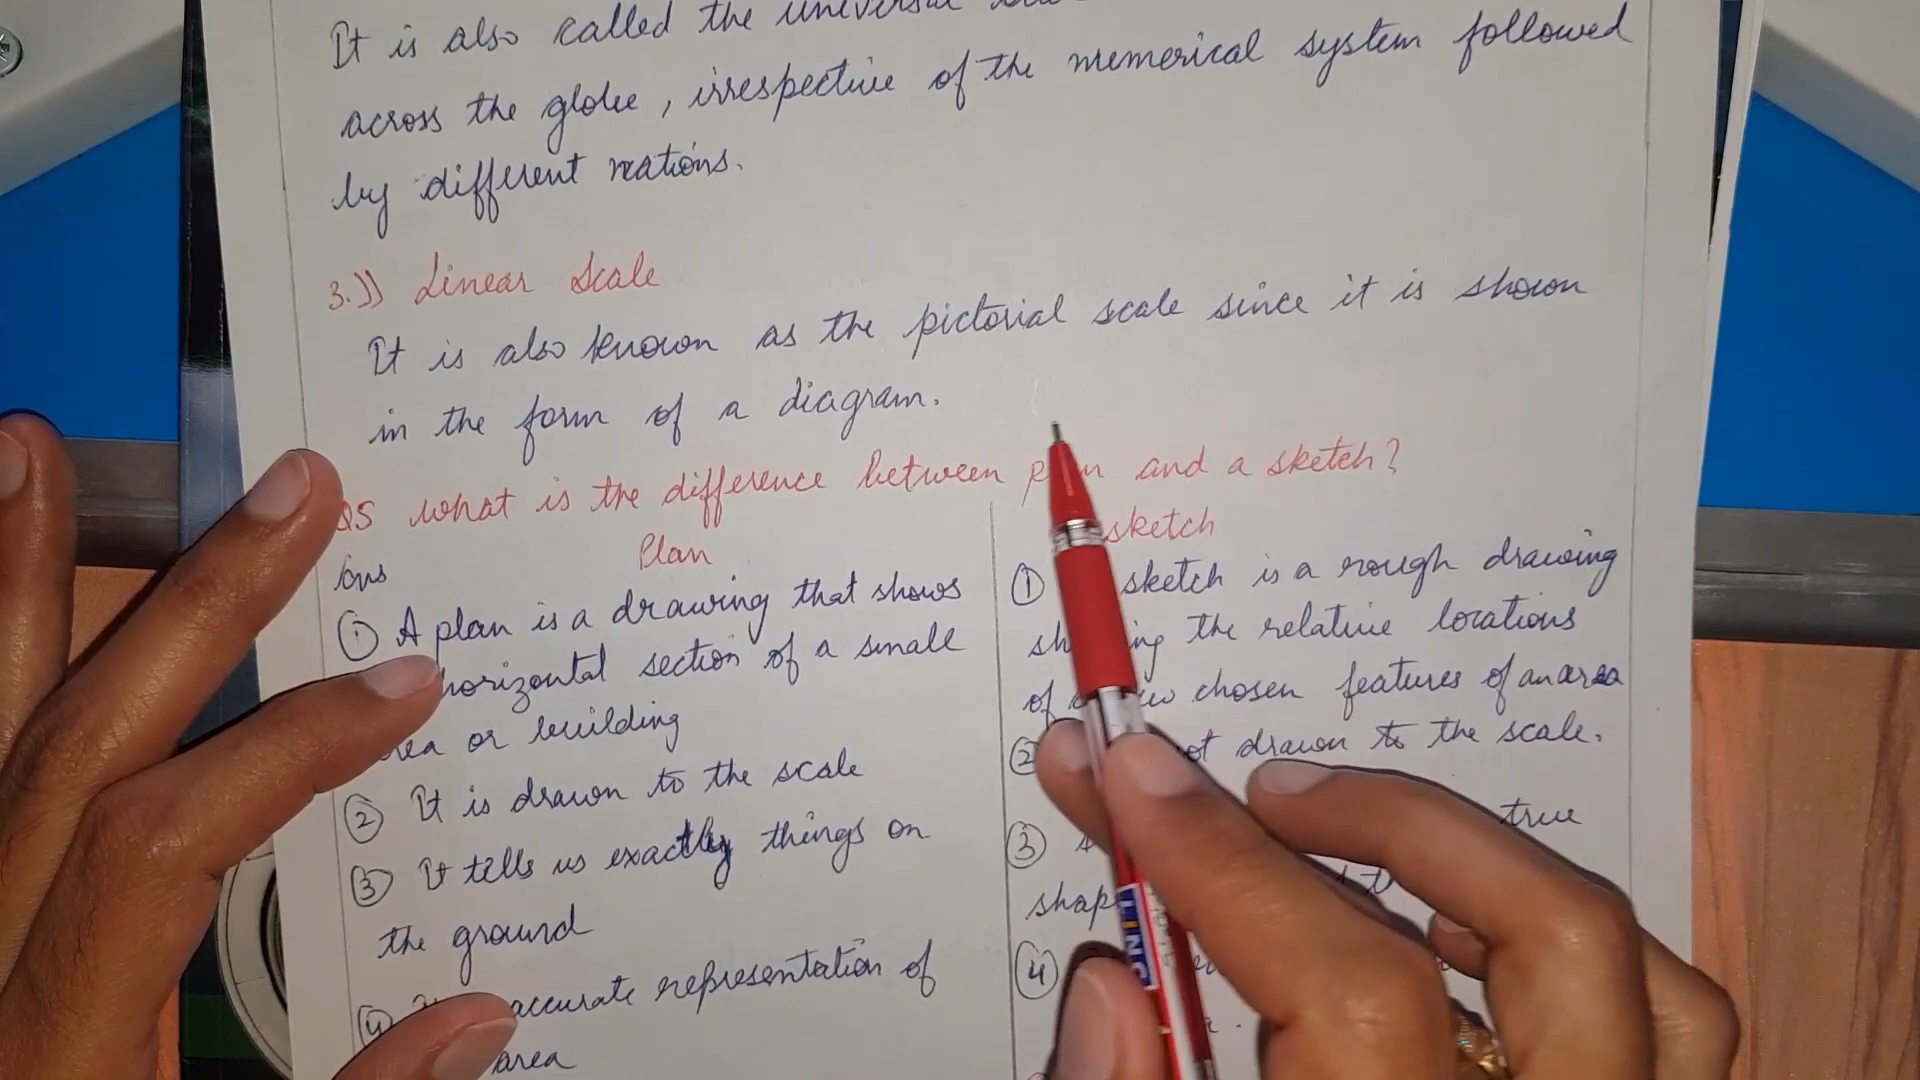 It is also called the universal
across the globe, irrespective of the numerical system followed
by different nations.
3.)) Linear Scale
It is also known as the pictorial scale since it is shown
in the form of a diagram.
Q5 what is the difference between and a sketch?
Plan
sketch
Ans
① A plan is a drawing that shows
horizontal section of a small
or building
② It is drawn to the scale
③ It tells us exactly things on
the ground
④ accurate representation of
area
① sketch is a rough drawing
the relative locations
of chosen features of an area
② drawn to the scale.
③ true
④
LINC